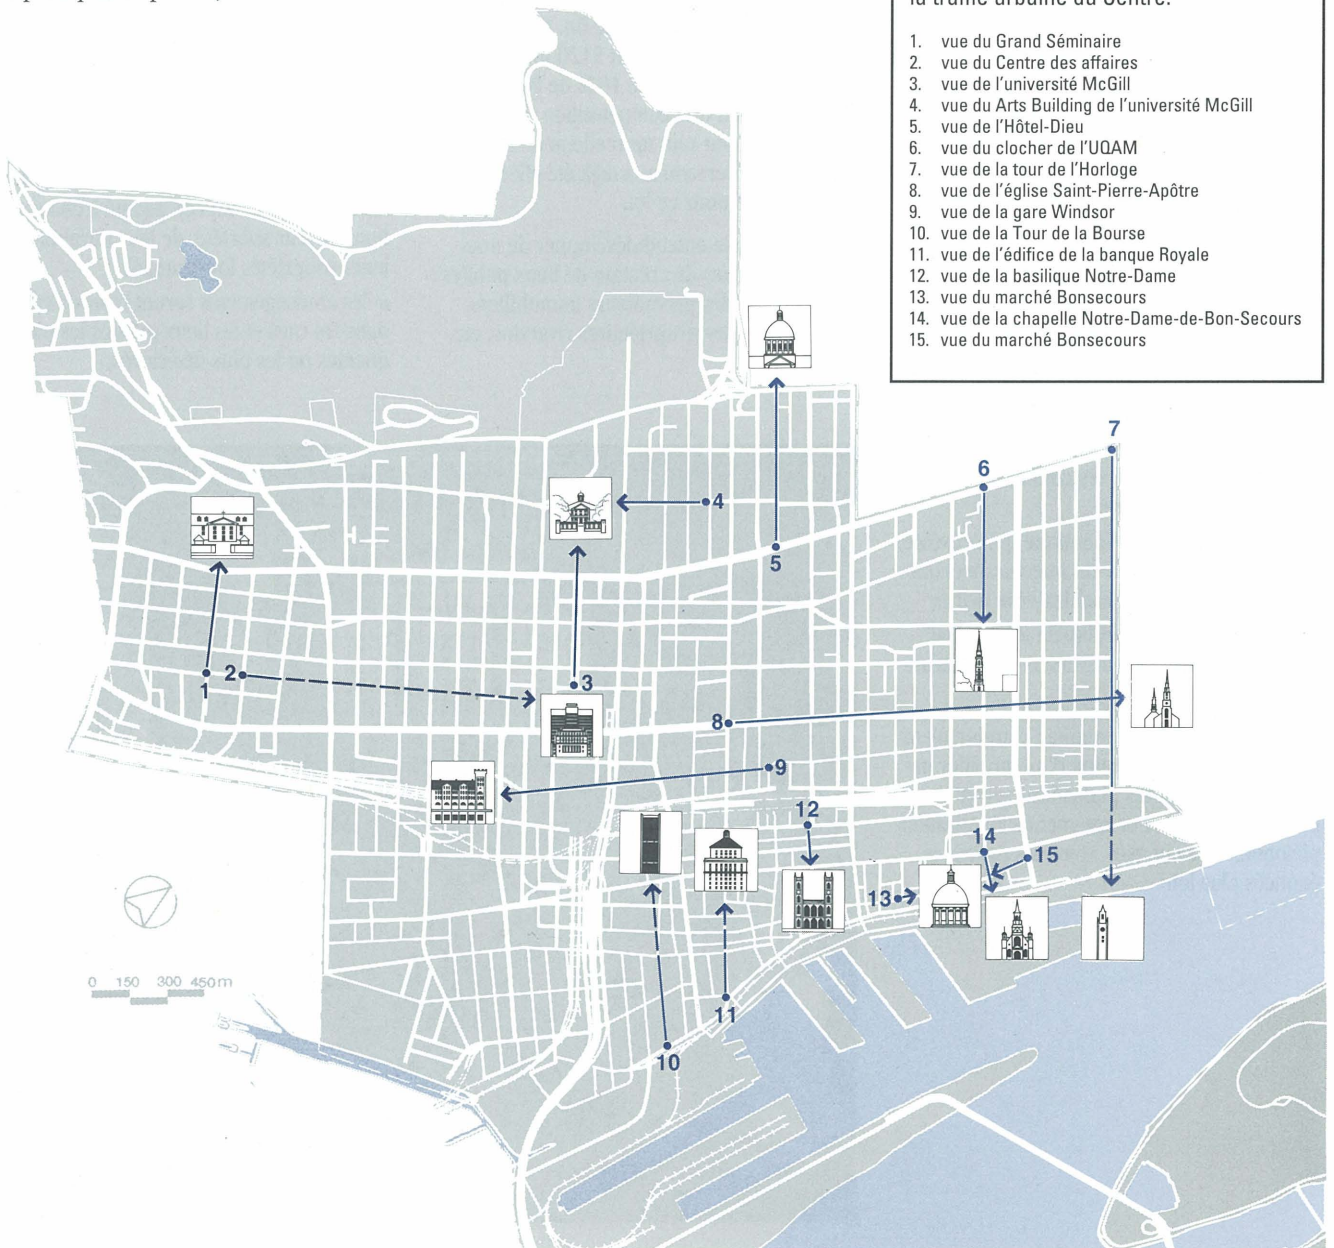 la trame urbaine du Centre.
1. vue du Grand Séminaire
2. vue du Centre des affaires
3. vue de l'université McGill
4. vue du Arts Building de l'université McGill
5. vue de l'Hôtel-Dieu
6. vue du clocher de l'UQAM
7. vue de la tour de l'Horloge
8. vue de l'église Saint-Pierre-Apôtre
9. vue de la gare Windsor
10. vue de la Tour de la Bourse
11. vue de l'édifice de la banque Royale
12. vue de la basilique Notre-Dame
13. vue du marché Bonsecours
14. vue de la chapelle Notre-Dame-de-Bon-Secours
15. vue du marché Bonsecours
7
6
4
5
1
2
3
8
9
12
14
15
13
0 150 300 450m
11
10